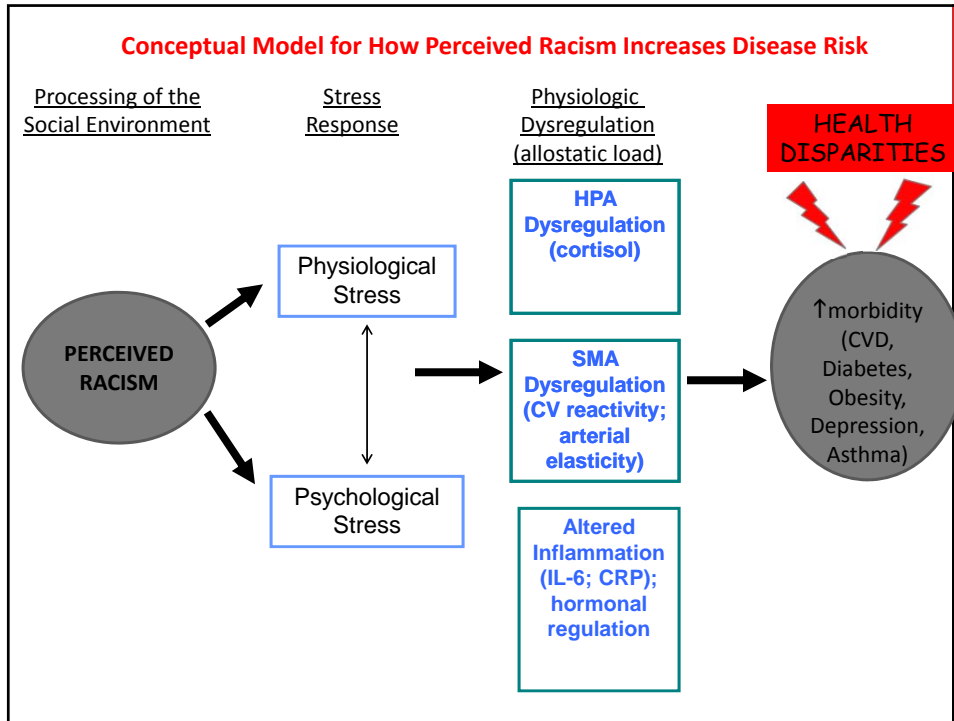 Conceptual Model for How Perceived Racism Increases Disease Risk
Processing of the
Social Environment
Stress
Response
Physiologic
Dysregulation
(allostatic load)
HEALTH
DISPARITIES
PERCEIVED
RACISM
Physiological
Stress
Psychological
Stress
HPA
Dysregulation
(cortisol)
SMA
Dysregulation
(CV reactivity;
arterial
elasticity)
Altered
Inflammation
(IL-6; CRP);
hormonal
regulation
↑morbidity
(CVD,
Diabetes,
Obesity,
Depression,
Asthma)